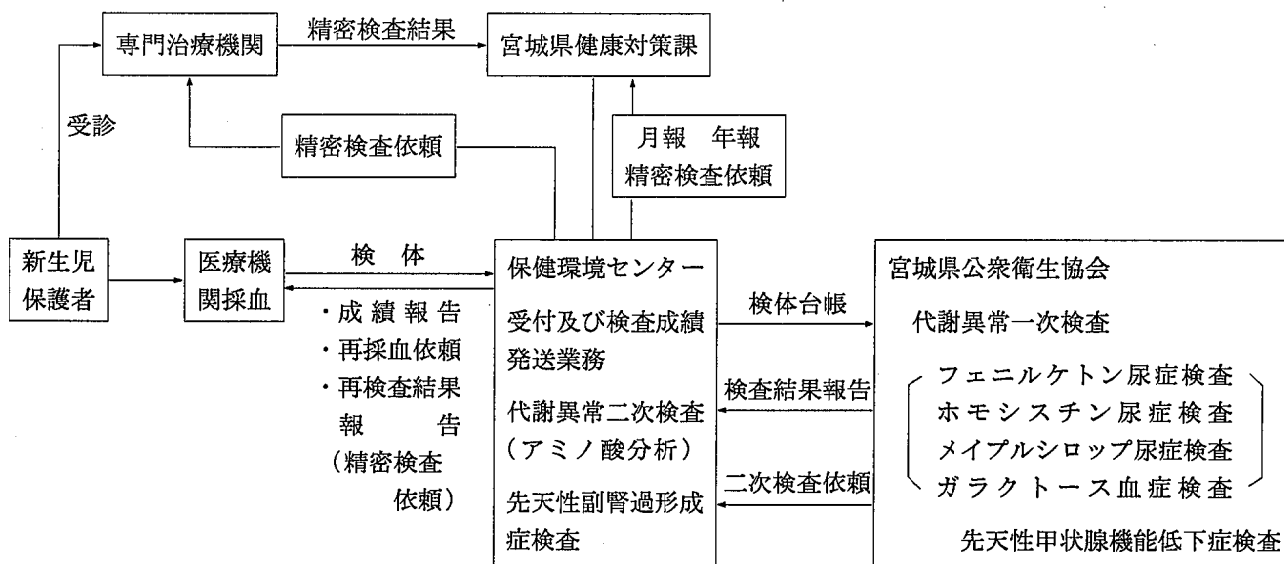 専門治療機関
精密検査結果
宮城県健康対策課
受診
精密検査依頼
月報 年報
精密検査依頼
新生児
保護者
医療機
関採血
検体
・成績報告
・再採血依頼
・再検査結果
報告
(精密検査
依頼)
保健環境センター
受付及び検査成績
発送業務
代謝異常二次検査
(アミノ酸分析)
先天性副腎過形成
症検査
検体台帳
検査結果報告
二次検査依頼
宮城県公衆衛生協会
代謝異常一次検査
フェニルケトン尿症検査
ホモシスチン尿症検査
メイプルシロップ尿症検査
ガラクトース血症検査
先天性甲状腺機能低下症検査